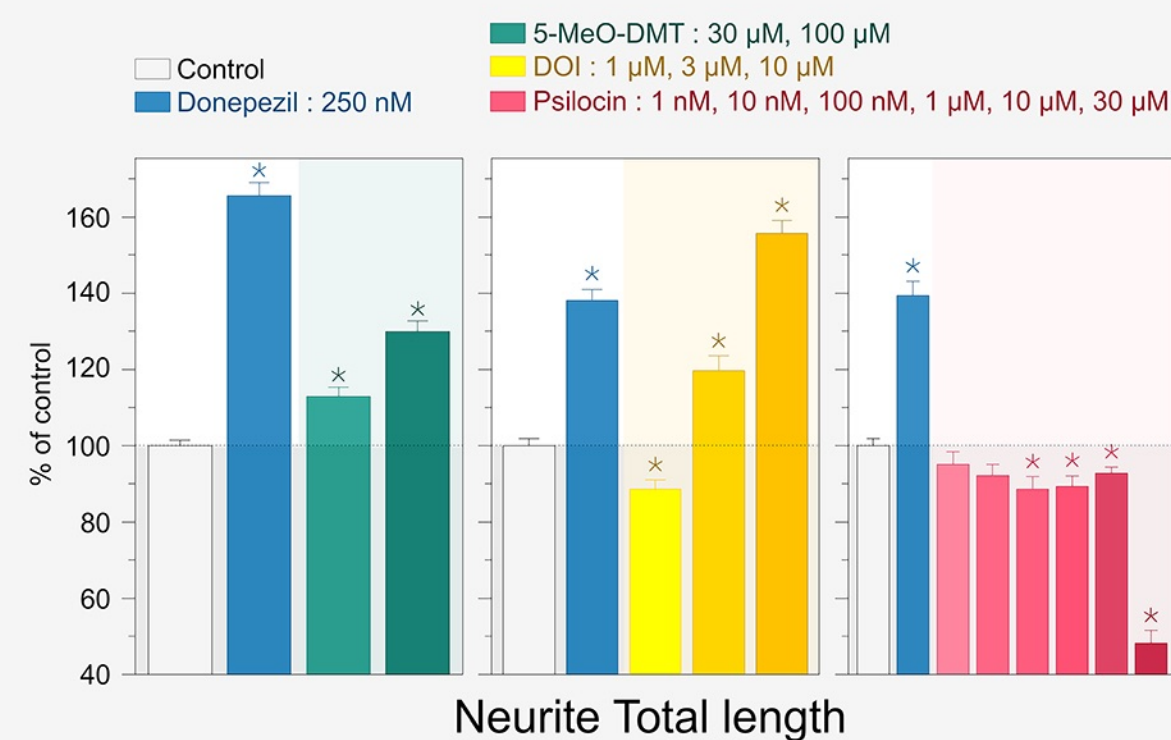 Control
Donepezil : 250 nM
5-MeO-DMT : 30 µM, 100 µM
DOI : 1 µM, 3 µM, 10 µM
Psilocin : 1 nM, 10 nM, 100 nM, 1 µM, 10 µM, 30 µM
% of control
160
140
120
100
80
60
40
* * *
* * * *
* * * * *
Neurite Total length